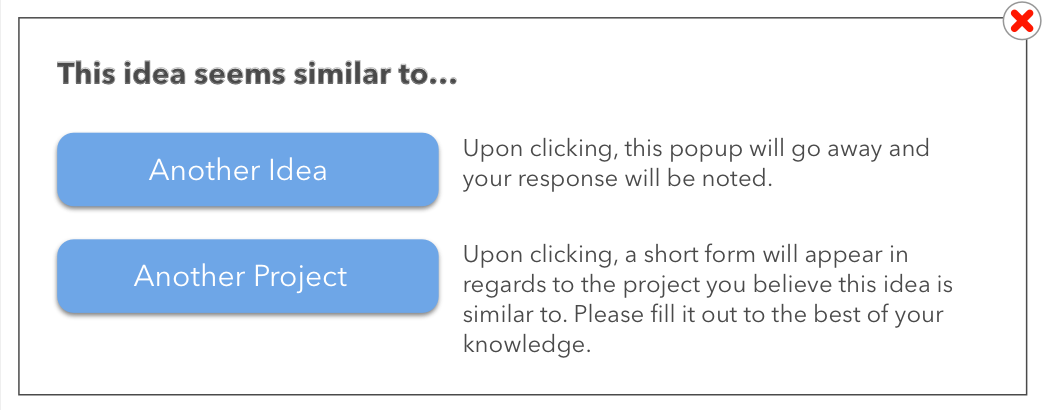 This idea seems similar to...
Another Idea
Upon clicking, this popup will go away and
your response will be noted.
Another Project
Upon clicking, a short form will appear in
regards to the project you believe this idea is
similar to. Please fill it out to the best of your
knowledge.